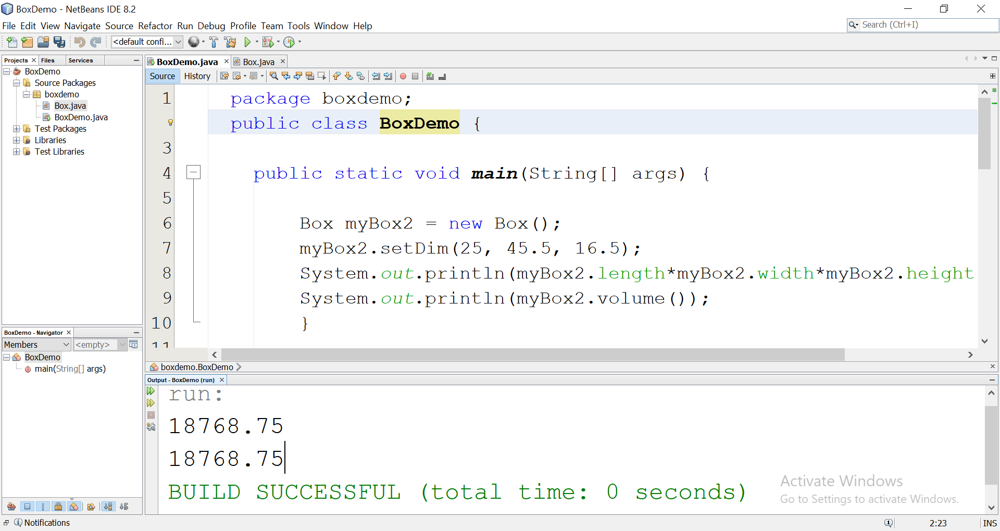 BoxDemo - NetBeans IDE 8.2
File Edit View Navigate Source Refactor Run Debug Profile Team Tools Window Help
Search (Ctrl+I)
<default confi...
Projects Files Services
BoxDemo
Source Packages
boxdemo
Box.java
BoxDemo.java
Test Packages
Libraries
Test Libraries
BoxDemo - Navigator
Members <empty>
BoxDemo
main(String[] args)
BoxDemo.java Box.java
Source History
1 package boxdemo;
public class BoxDemo {
3
4 public static void main(String[] args) {
5
6 Box myBox2 = new Box();
7 myBox2.setDim(25, 45.5, 16.5);
8 System.out.println(myBox2.length*myBox2.width*myBox2.height
9 System.out.println(myBox2.volume());
10 }
11
boxdemo.BoxDemo
Output - BoxDemo (run)
run:
18768.75
18768.75
BUILD SUCCESSFUL (total time: 0 seconds)
Activate Windows
Go to Settings to activate Windows.
Notifications
2:23 INS